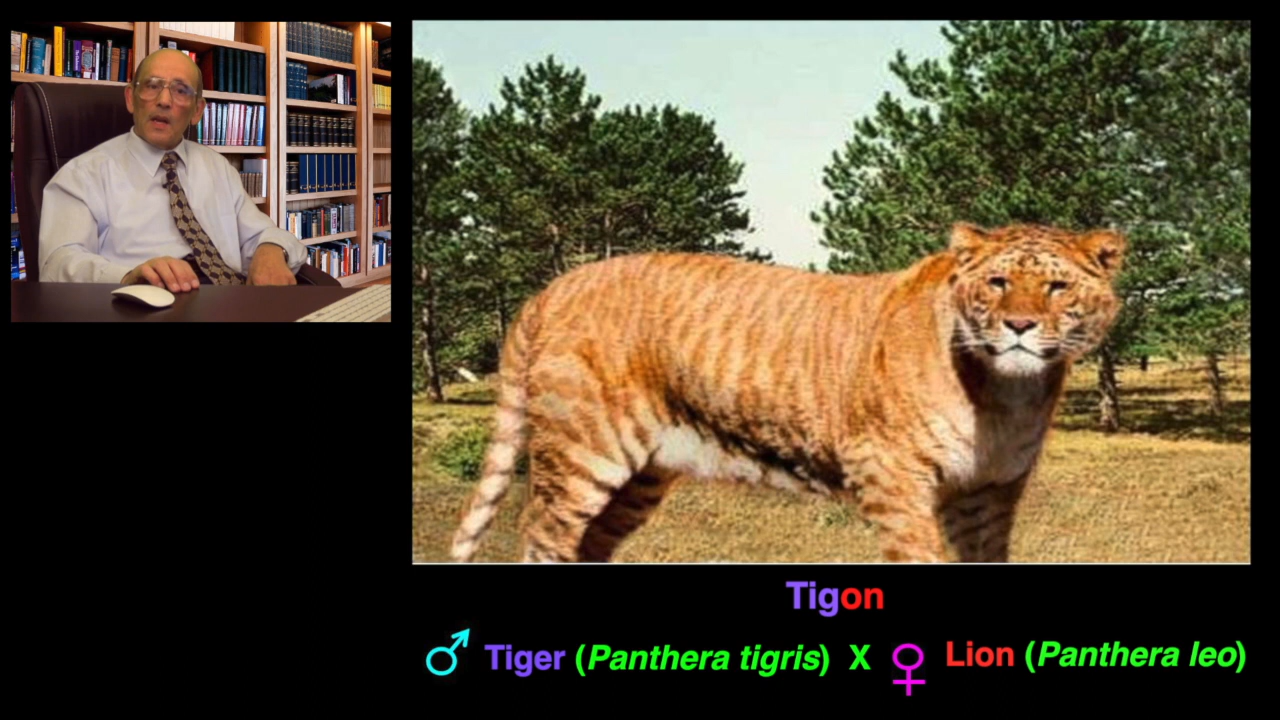 Tigon
♂ Tiger (Panthera tigris) X ♀ Lion (Panthera leo)